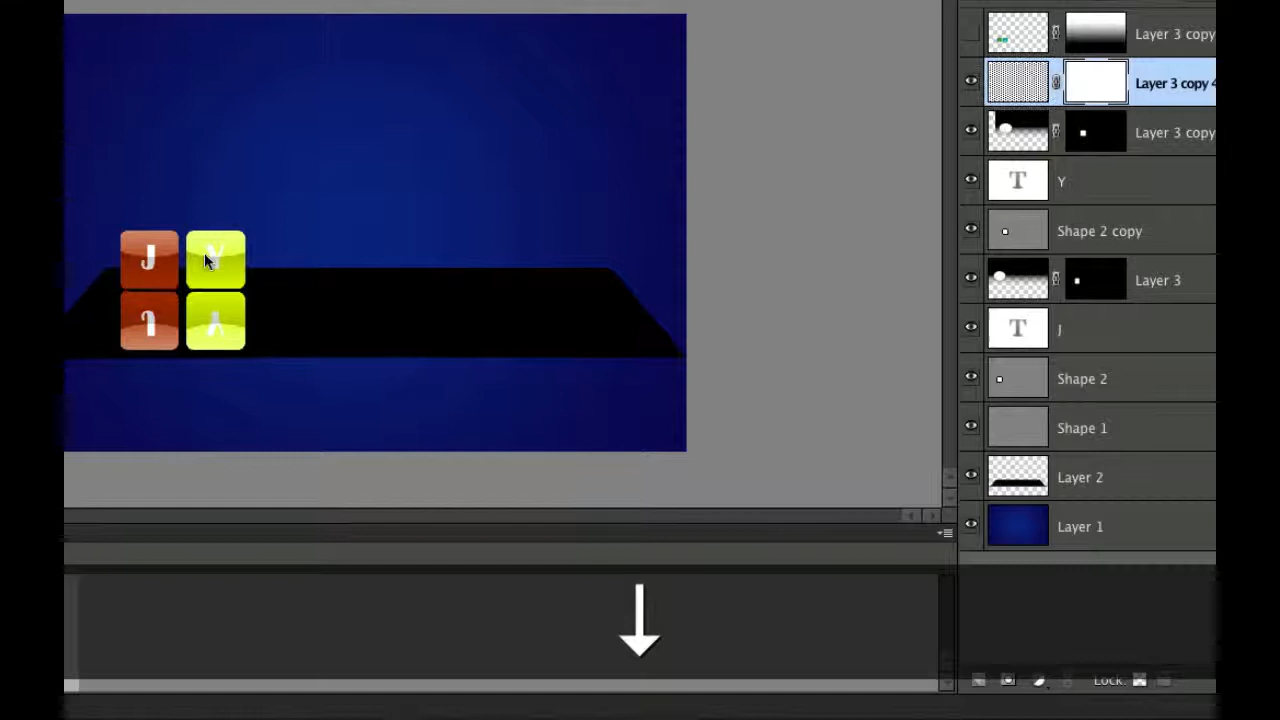 Layer 3 copy
Layer 3 copy 4
Layer 3 copy
T Y
Shape 2 copy
Layer 3
T J
Shape 2
Shape 1
Layer 2
Layer 1
J Y
J Y
Lock: